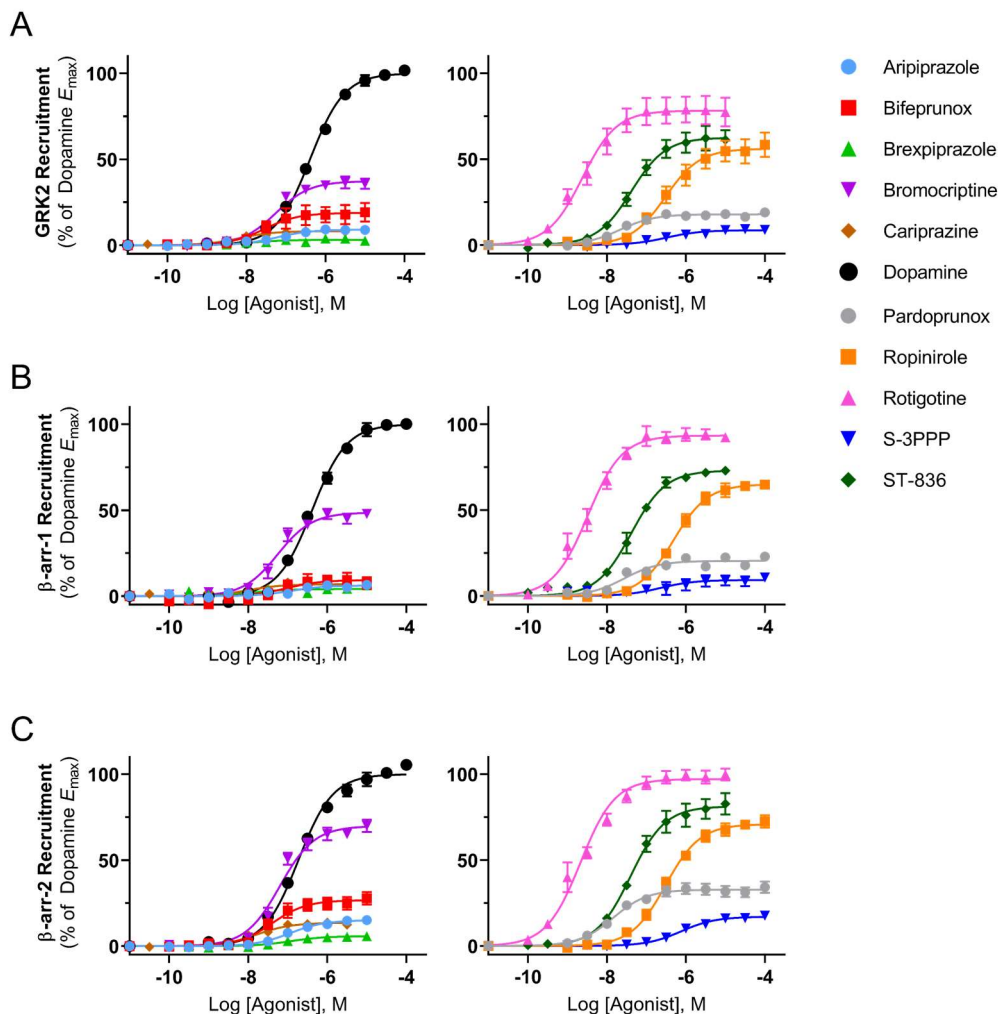 A
GRK2 Recruitment
(% of Dopamine Emax)
100
50
0
-10
-8
-6
-4
Log [Agonist], M
100
50
0
-10
-8
-6
-4
Log [Agonist], M
Aripiprazole
Bifeprunox
Brexpiprazole
Bromocriptine
Cariprazine
Dopamine
Pardoprunox
Ropinirole
Rotigotine
S-3PPP
ST-836
B
β-arr-1 Recruitment
(% of Dopamine Emax)
100
50
0
-10
-8
-6
-4
Log [Agonist], M
100
50
0
-10
-8
-6
-4
Log [Agonist], M
C
β-arr-2 Recruitment
(% of Dopamine Emax)
100
50
0
-10
-8
-6
-4
Log [Agonist], M
100
50
0
-10
-8
-6
-4
Log [Agonist], M